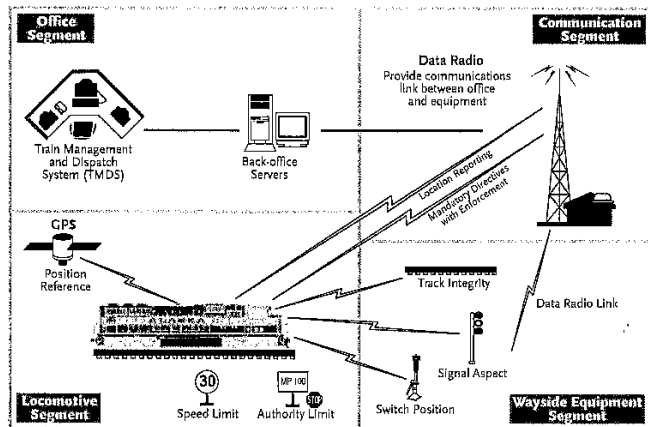 Office
Segment
Communication
Segment
Data Radio
Provide communications
link between office
and equipment
Train Management
and Dispatch
System (TMDS)
Back-office
Servers
Location Reporting
Mandatory Directives
with Enforcement
GPS
Position
Reference
Track Integrity
Data Radio Link
Signal Aspect
Switch Position
30
Speed Limit
MP 100
STOP
Authority Limit
Locomotive
Segment
Wayside Equipment
Segment